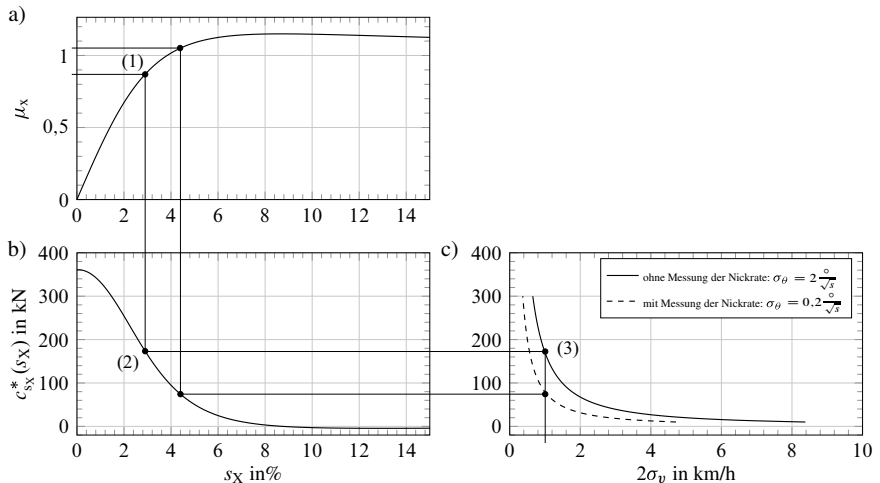 a)
1
0,5
0
μx
(1)
0 2 4 6 8 10 12 14
b)
400
300
200
100
0
c*sX(sX) in kN
(2)
0 2 4 6 8 10 12 14
sX in%
c)
400
300
200
100
0
ohne Messung der Nickrate: σθ = 2 °/√s
mit Messung der Nickrate: σθ = 0,2 °/√s
(3)
0 2 4 6 8 10
2σv in km/h